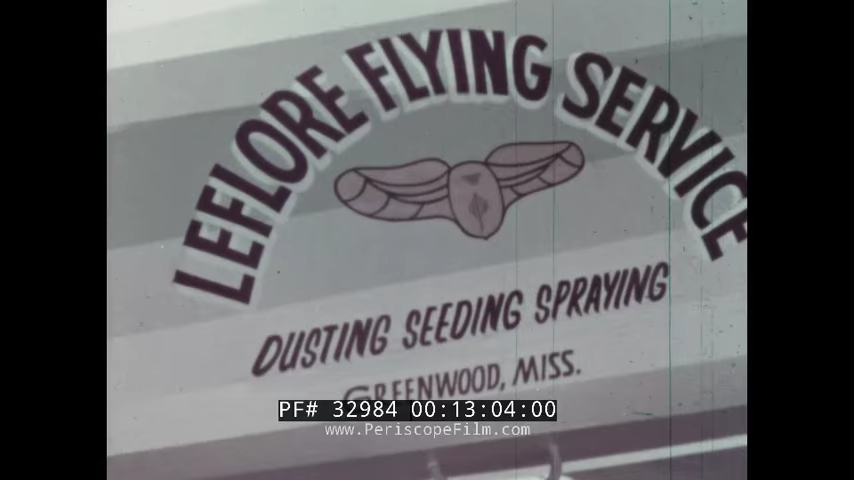 LEFLORE FLYING SERVICE
DUSTING SEEDING SPRAYING
GREENWOOD, MISS.
PF# 32984 00:13:04:00
www.PeriscopeFilm.com